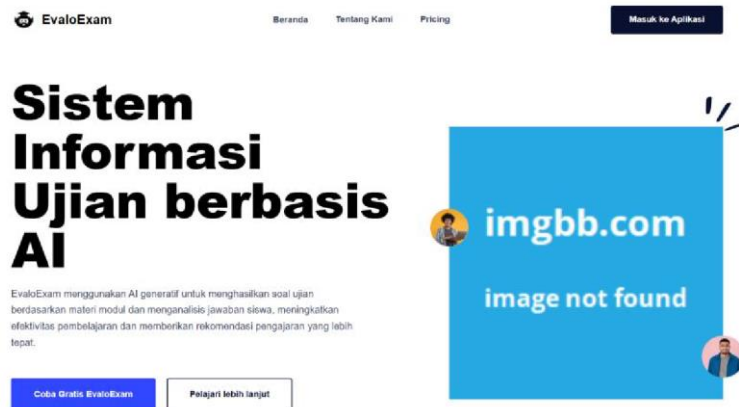 EvaloExam
Beranda Tentang Kami Pricing
Masuk ke Aplikasi
Sistem
Informasi
Ujian berbasis
AI
EvaloExam menggunakan AI generatif untuk menghasilkan soal ujian
berdasarkan materi modul dan menganalisis jawaban siswa, meningkatkan
efektivitas pembelajaran dan memberikan rekomendasi pengajaran yang lebih
tepat.
Coba Gratis EvaloExam
Pelajari lebih lanjut
imgbb.com
image not found